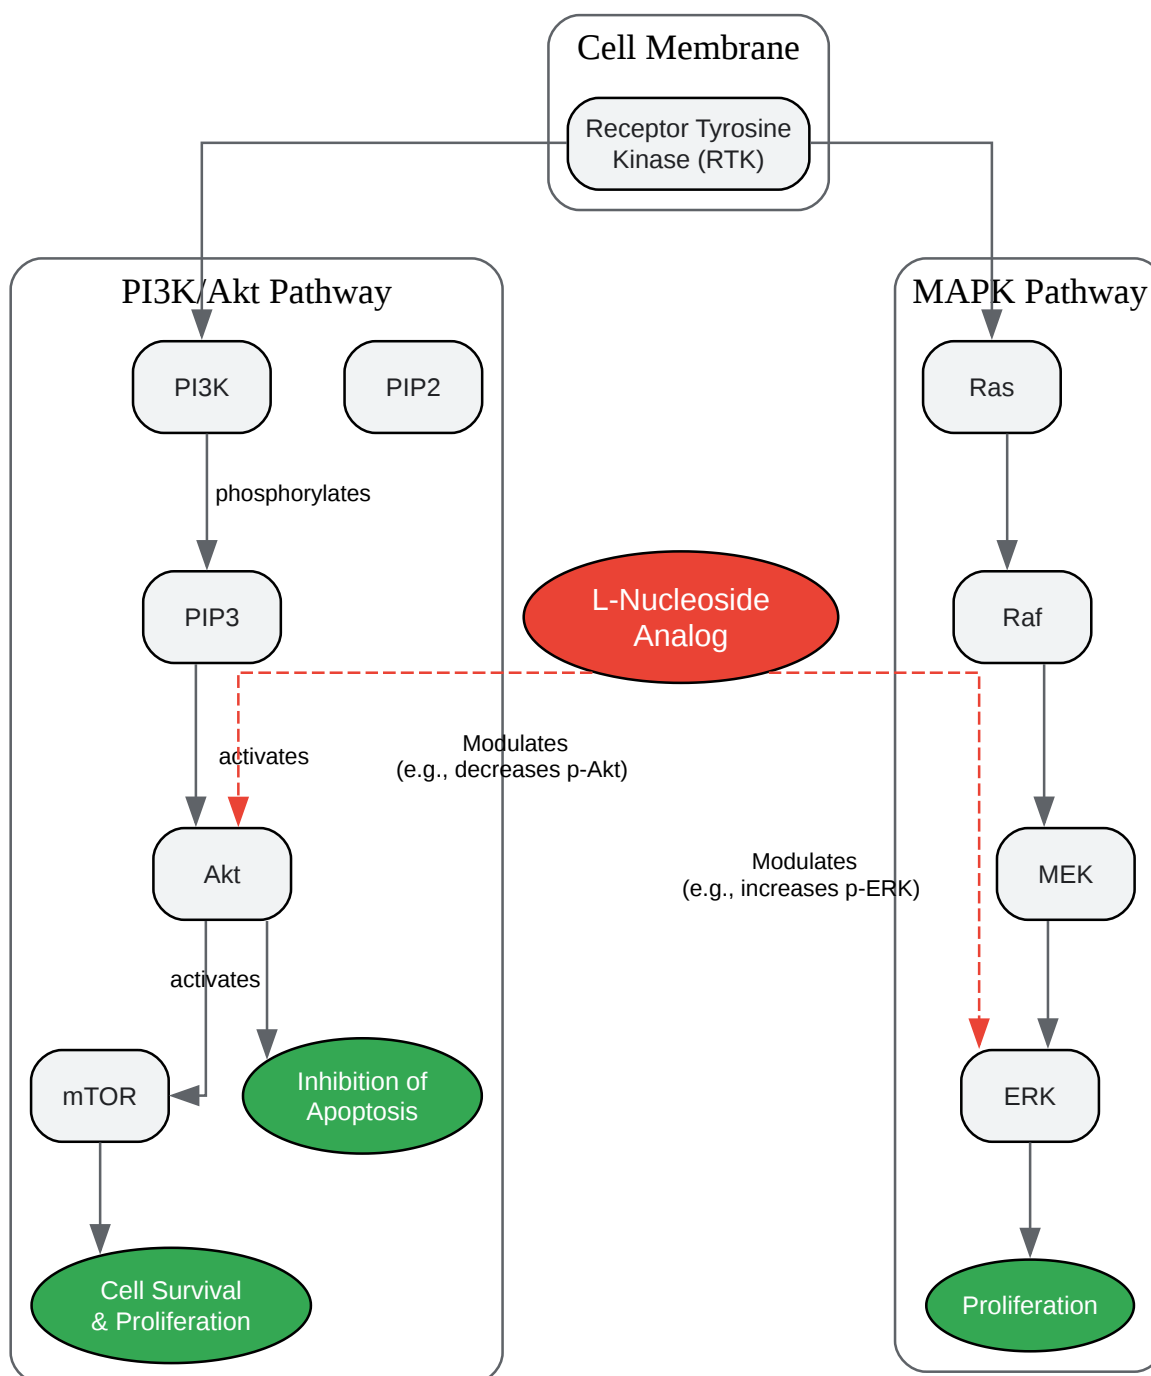 Cell Membrane
Receptor Tyrosine
Kinase (RTK)
PI3K/Akt Pathway
MAPK Pathway
PI3K
PIP2
Ras
phosphorylates
PIP3
L-Nucleoside
Analog
Raf
activates
Modulates
(e.g., decreases p-Akt)
Akt
Modulates
(e.g., increases p-ERK)
MEK
activates
mTOR
Inhibition of
Apoptosis
ERK
Cell Survival
& Proliferation
Proliferation